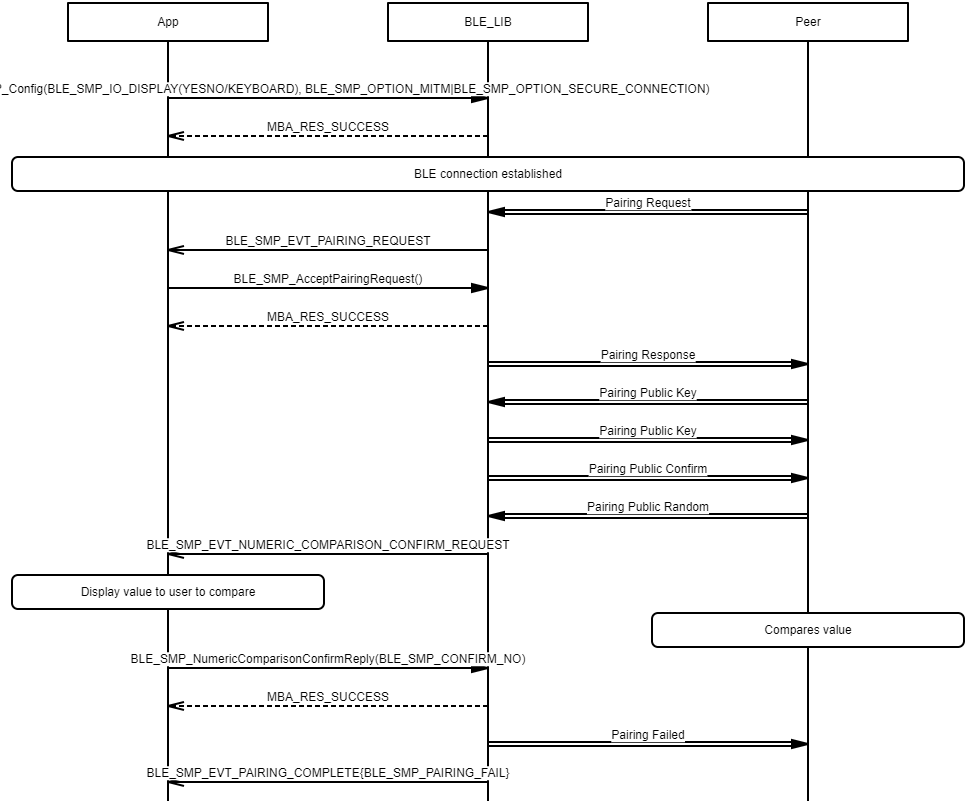 App
BLE_LIB
Peer
_Config(BLE_SMP_IO_DISPLAY(YESNO/KEYBOARD), BLE_SMP_OPTION_MITM|BLE_SMP_OPTION_SECURE_CONNECTION)
MBA_RES_SUCCESS
BLE connection established
Pairing Request
BLE_SMP_EVT_PAIRING_REQUEST
BLE_SMP_AcceptPairingRequest()
MBA_RES_SUCCESS
Pairing Response
Pairing Public Key
Pairing Public Key
Pairing Public Confirm
Pairing Public Random
BLE_SMP_EVT_NUMERIC_COMPARISON_CONFIRM_REQUEST
Display value to user to compare
Compares value
BLE_SMP_NumericComparisonConfirmReply(BLE_SMP_CONFIRM_NO)
MBA_RES_SUCCESS
Pairing Failed
BLE_SMP_EVT_PAIRING_COMPLETE{BLE_SMP_PAIRING_FAIL}